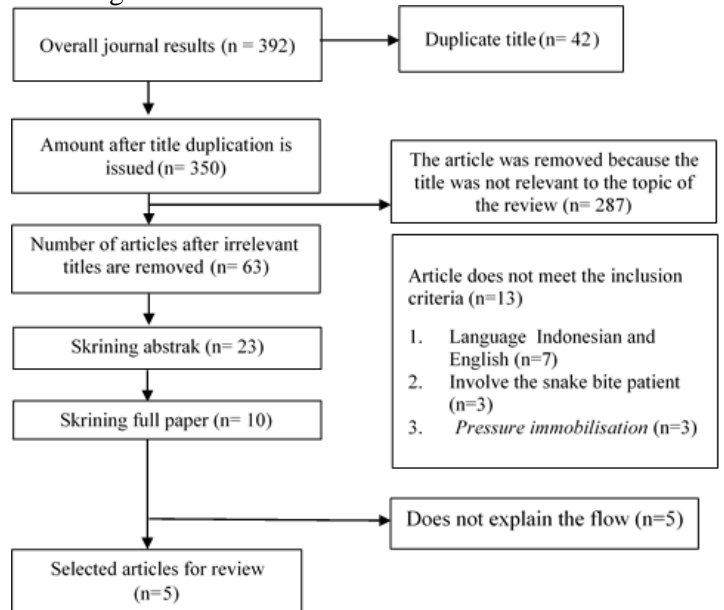 Overall journal results (n = 392)
Duplicate title (n= 42)
Amount after title duplication is
issued (n= 350)
The article was removed because the
title was not relevant to the topic of
the review (n= 287)
Number of articles after irrelevant
titles are removed (n= 63)
Article does not meet the inclusion
criteria (n=13)
1. Language Indonesian and
English (n=7)
2. Involve the snake bite patient
(n=3)
3. Pressure immobilisation (n=3)
Skrining abstrak (n= 23)
Skrining full paper (n= 10)
Does not explain the flow (n=5)
Selected articles for review
(n=5)